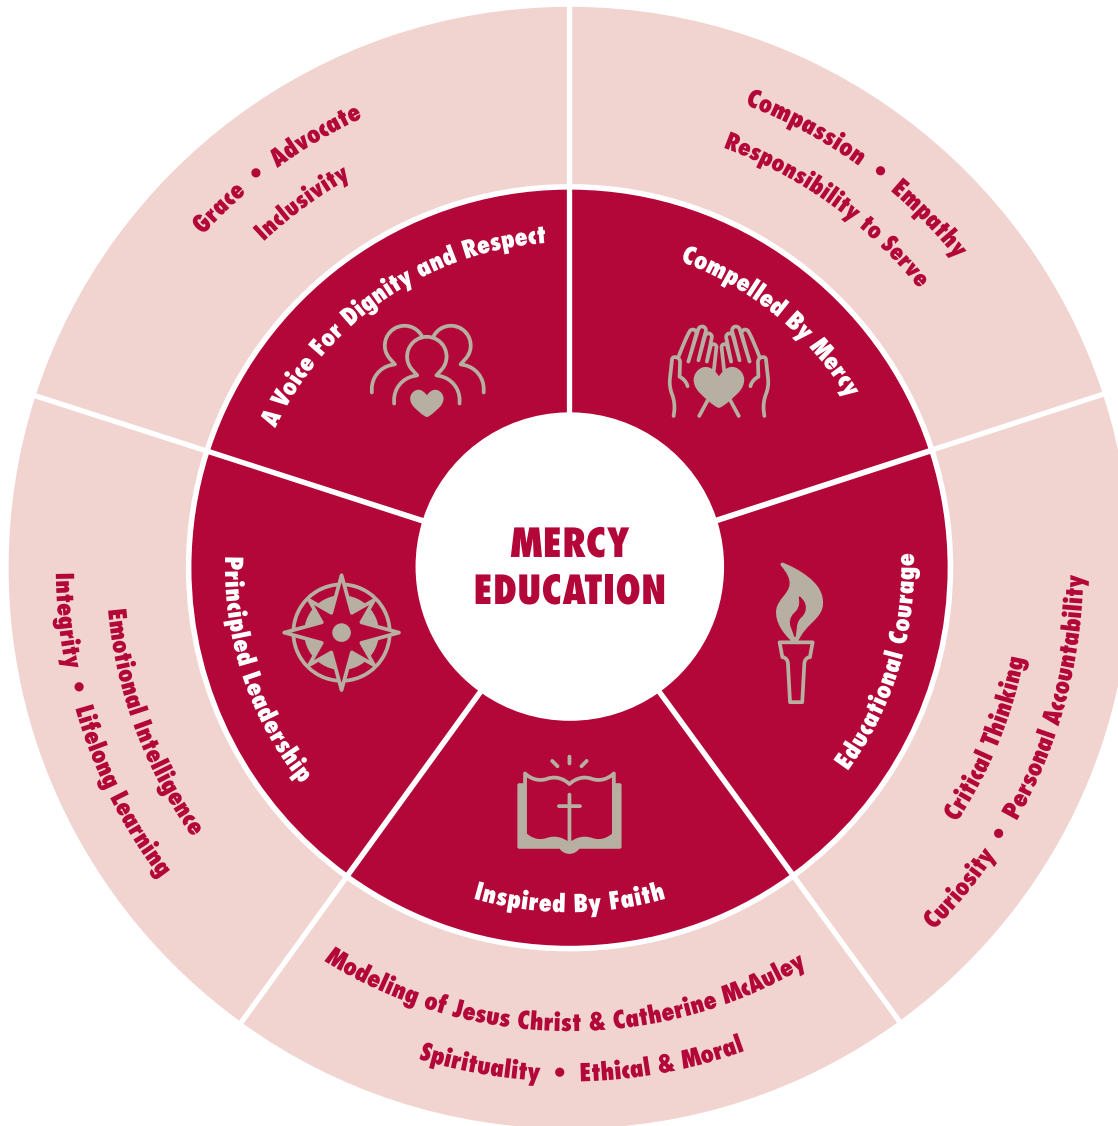 MERCY
EDUCATION
Compelled By Mercy
Compassion • Empathy
Responsibility to Serve
Educational Courage
Critical Thinking
Curiosity • Personal Accountability
Inspired By Faith
Modeling of Jesus Christ & Catherine McAuley
Spirituality • Ethical & Moral
Principled Leadership
Emotional Intelligence
Integrity • Lifelong Learning
A Voice For Dignity and Respect
Grace • Advocate
Inclusivity